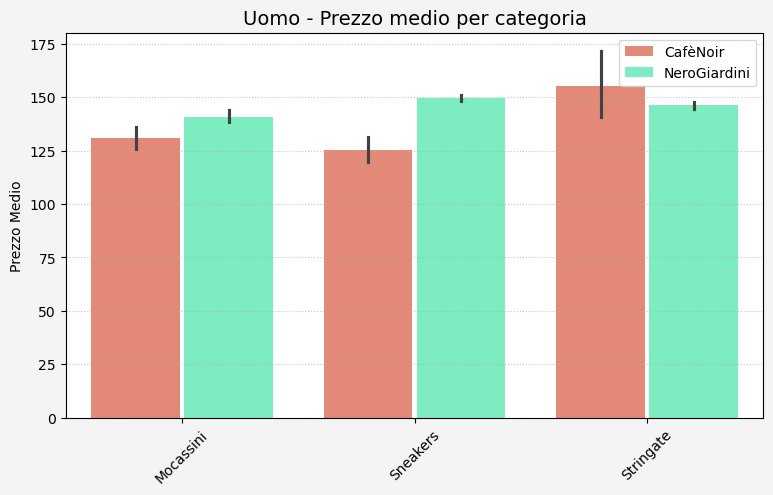 Uomo - Prezzo medio per categoria
CafèNoir
NeroGiardini
Prezzo Medio
175
150
125
100
75
50
25
0
Mocassini
Sneakers
Stringate